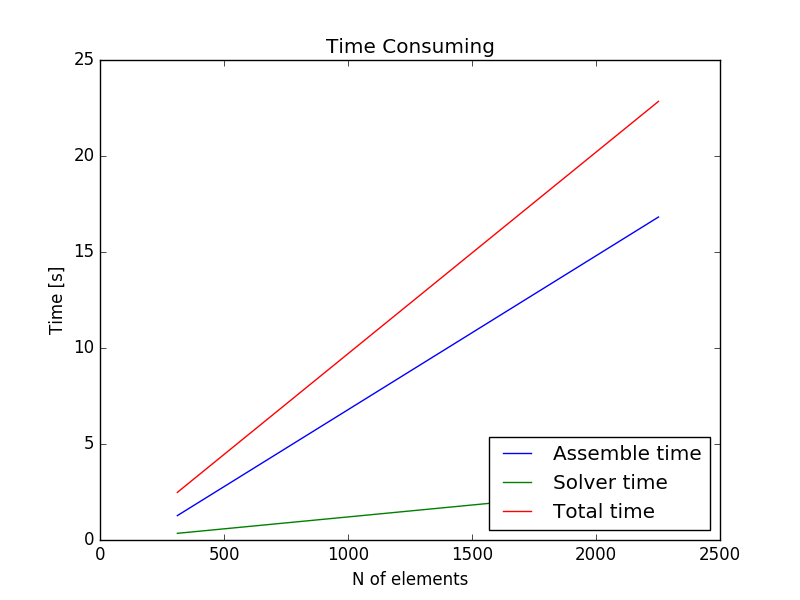 Time Consuming
25
20
15
10
5
0
Time [s]
0 500 1000 1500 2000 2500
N of elements
Assemble time
Solver time
Total time